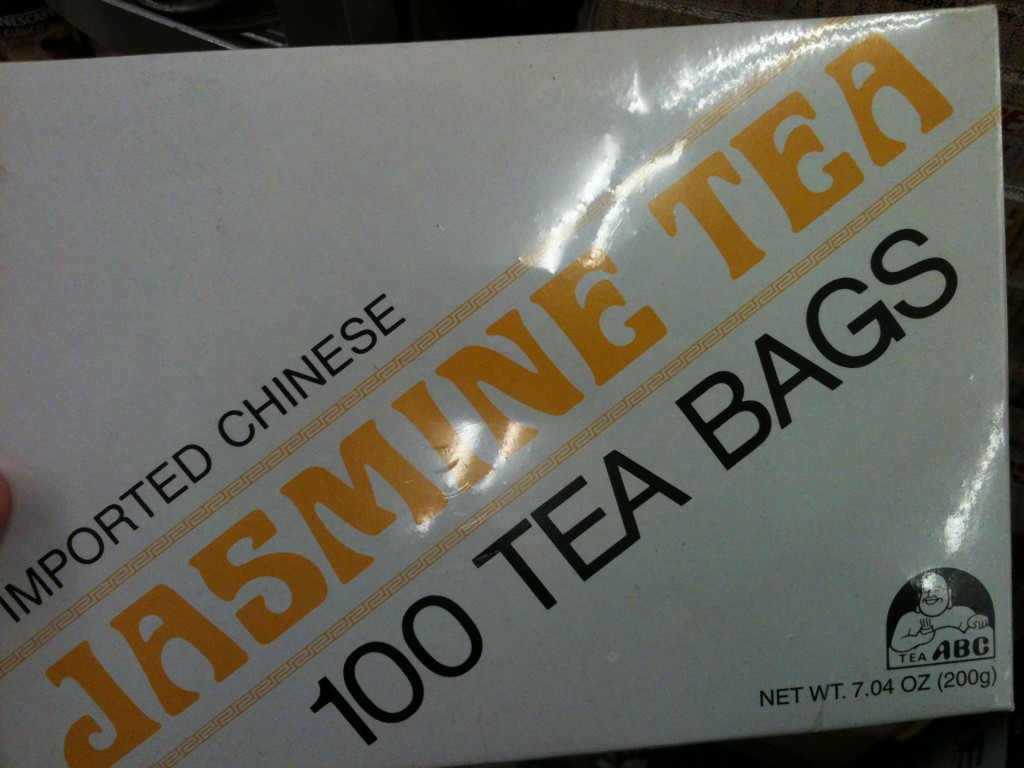 IMPORTED CHINESE
JASMINE TEA
100 TEA BAGS
TEA ABC
NET WT. 7.04 OZ (200g)